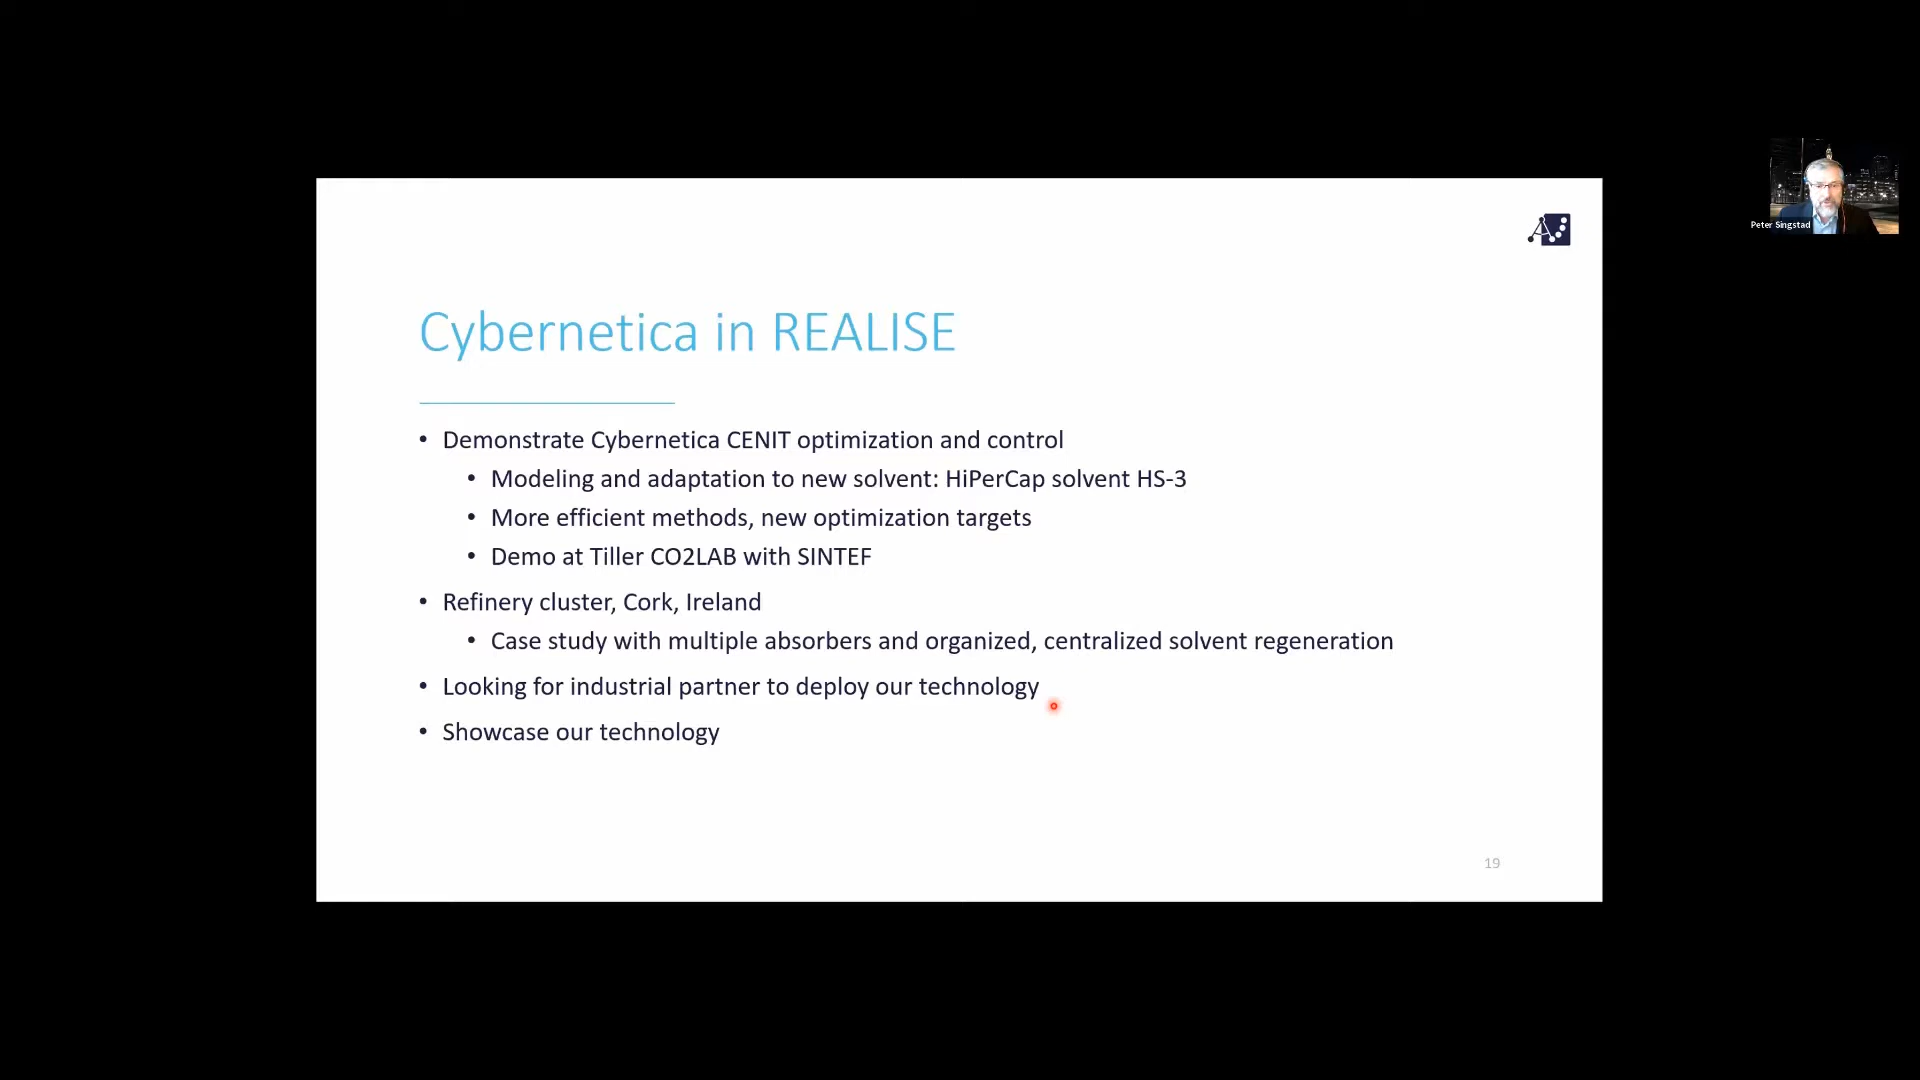 Peter Singstad
Cybernetica in REALISE
• Demonstrate Cybernetica CENIT optimization and control
• Modeling and adaptation to new solvent: HiPerCap solvent HS-3
• More efficient methods, new optimization targets
• Demo at Tiller CO2LAB with SINTEF
• Refinery cluster, Cork, Ireland
• Case study with multiple absorbers and organized, centralized solvent regeneration
• Looking for industrial partner to deploy our technology
• Showcase our technology
19